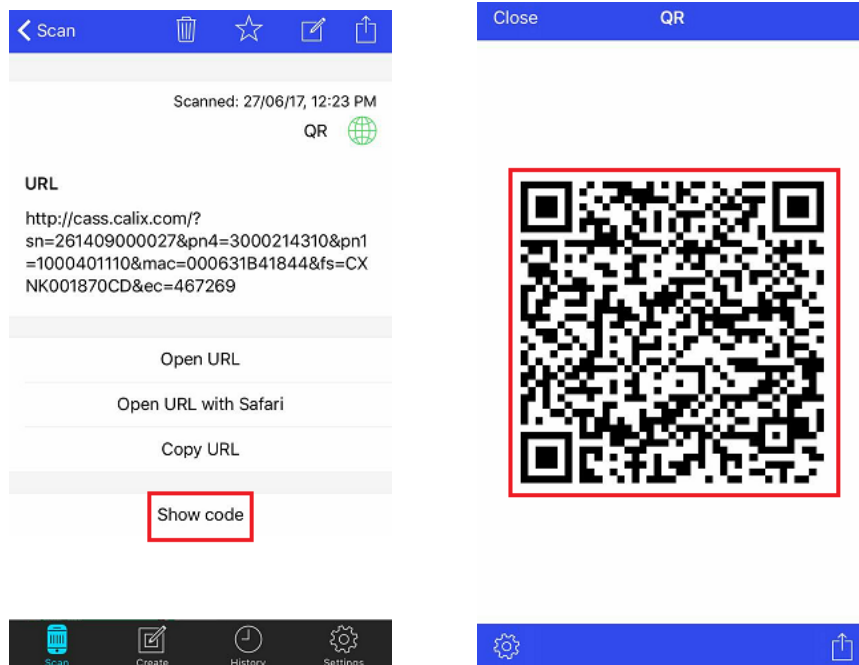 Scan
Scanned: 27/06/17, 12:23 PM
QR
URL
http://cass.calix.com/?
sn=261409000027&pn4=3000214310&pn1
=1000401110&mac=000631B41844&fs=CX
NK001870CD&ec=467269
Open URL
Open URL with Safari
Copy URL
Show code
Scan
Create
History
Settings
Close
QR